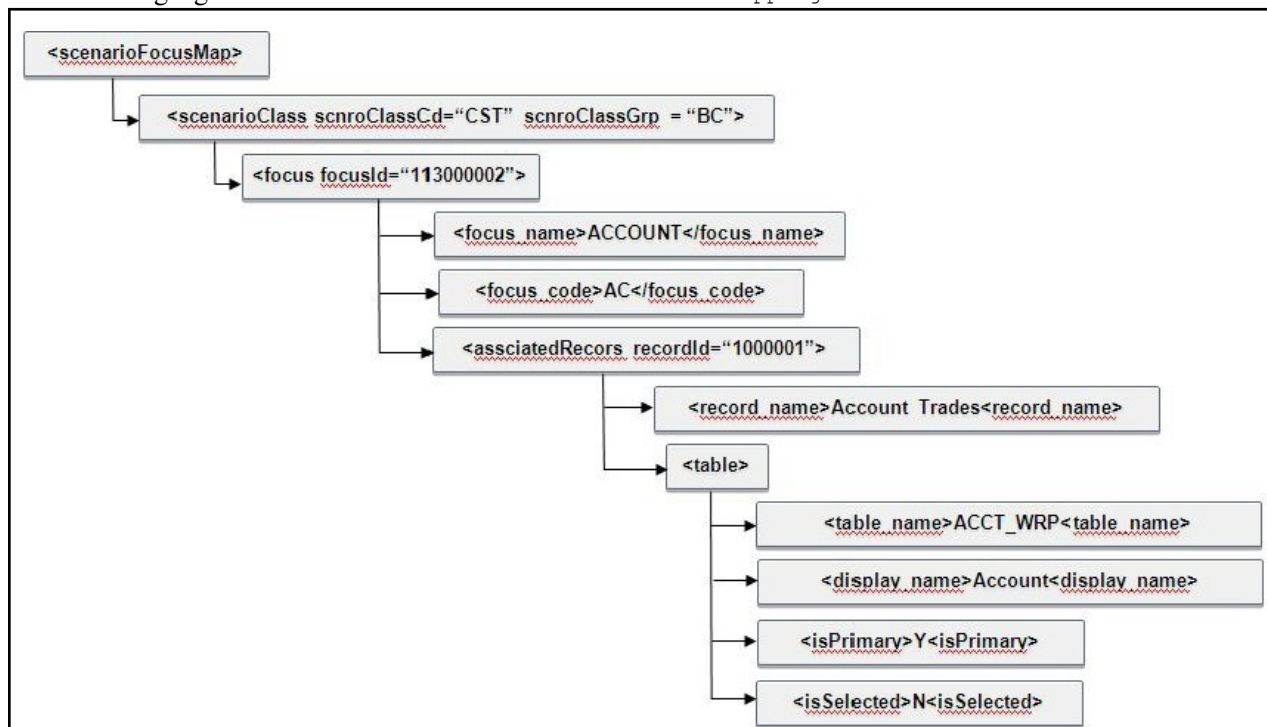 <scenarioFocusMap>
<scenarioClass scnroClassCd=“CST” scnroClassGrp = “BC”>
<focus focusId=“113000002”>
<focus_name>ACCOUNT</focus_name>
<focus_code>AC</focus_code>
<assciatedRecors recordId=“1000001”>
<record_name>Account Trades<record_name>
<table>
<table_name>ACCT_WRP<table_name>
<display_name>Account<display_name>
<isPrimary>Y<isPrimary>
<isSelected>N<isSelected>